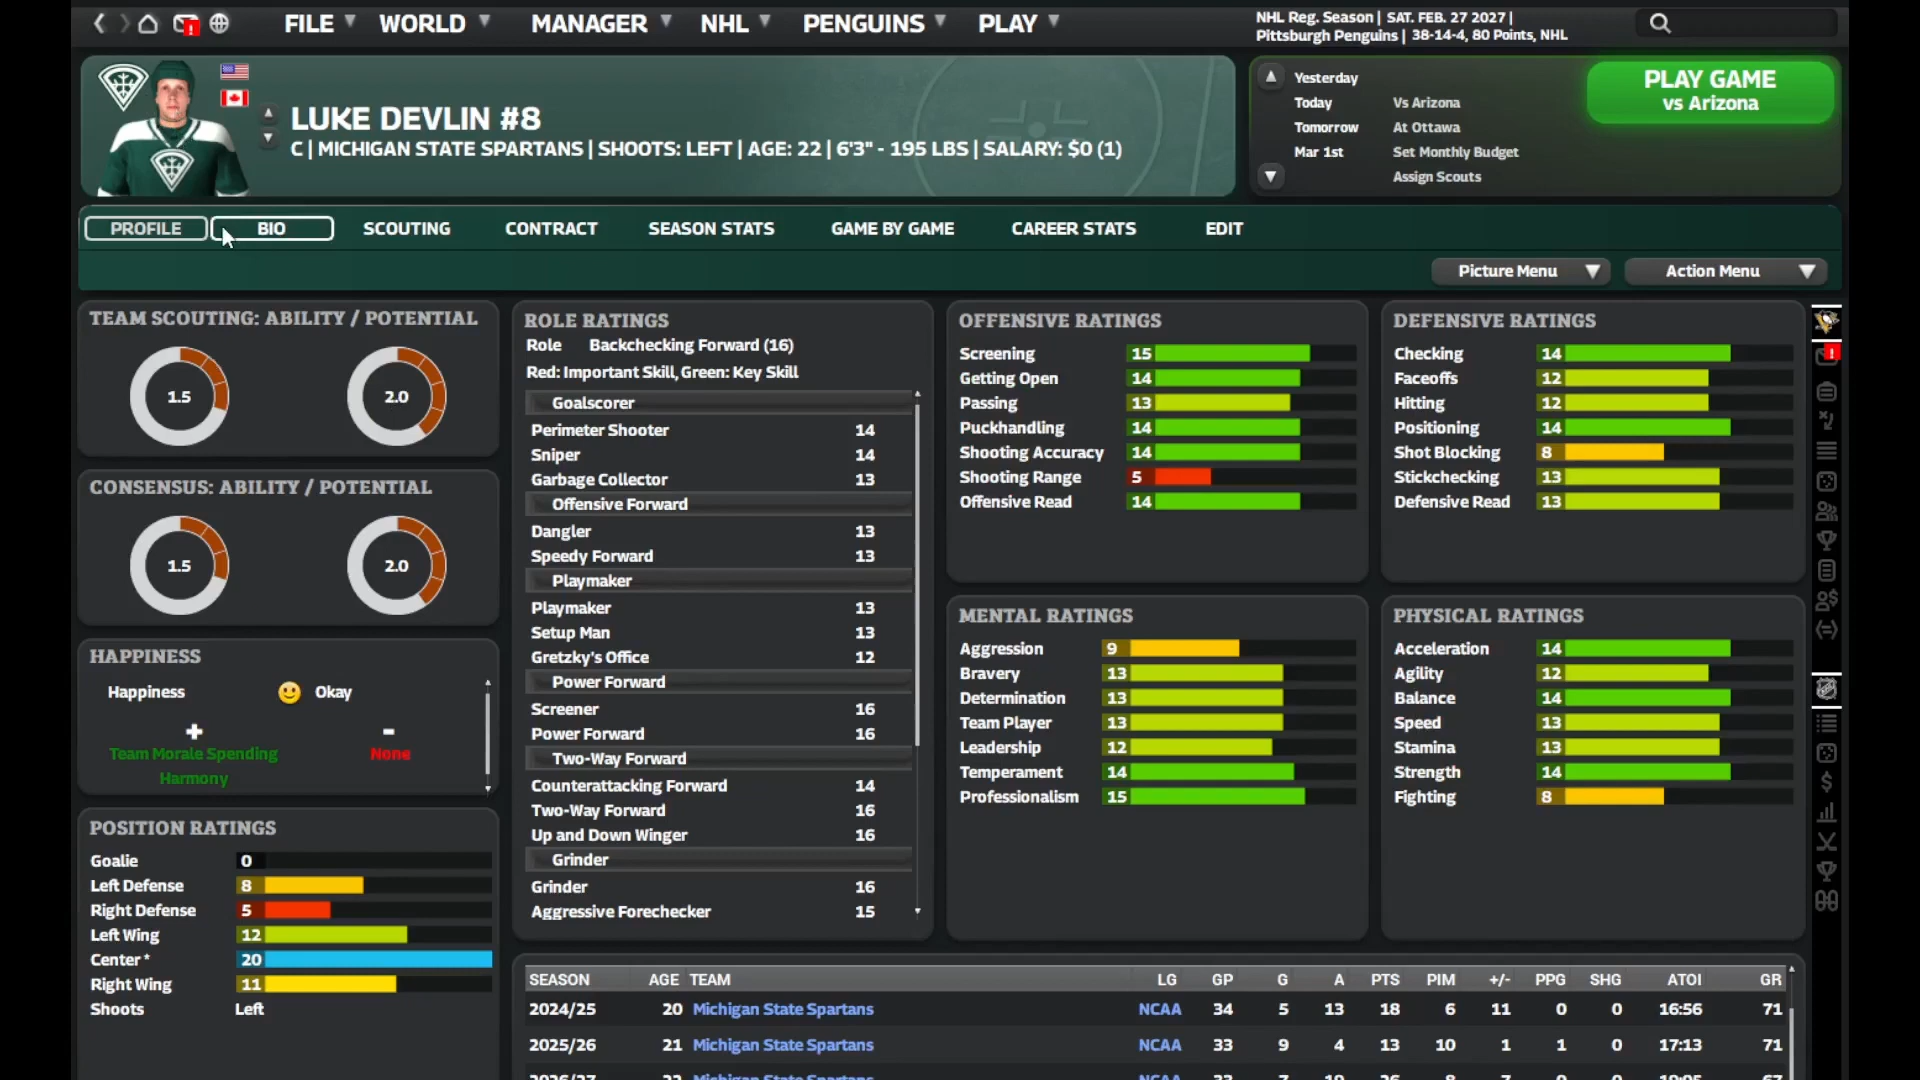 FILE WORLD MANAGER NHL PENGUINS PLAY
NHL Reg. Season | SAT. FEB. 27 2027 |
Pittsburgh Penguins | 38-14-4, 80 Points, NHL
LUKE DEVLIN #8
C | MICHIGAN STATE SPARTANS | SHOOTS: LEFT | AGE: 22 | 6'3" - 195 LBS | SALARY: $0 (1)
Yesterday
Today Vs Arizona
Tomorrow At Ottawa
Mar 1st Set Monthly Budget
Assign Scouts
PLAY GAME
vs Arizona
PROFILE BIO SCOUTING CONTRACT SEASON STATS GAME BY GAME CAREER STATS EDIT
Picture Menu Action Menu
TEAM SCOUTING: ABILITY / POTENTIAL
1.5 2.0
CONSENSUS: ABILITY / POTENTIAL
1.5 2.0
HAPPINESS
Happiness Okay
+ -
Team Morale Spending None
Harmony
POSITION RATINGS
Goalie 0
Left Defense 8
Right Defense 5
Left Wing 12
Center * 20
Right Wing 11
Shoots Left
ROLE RATINGS
Role Backchecking Forward (16)
Red: Important Skill, Green: Key Skill
Goalscorer
Perimeter Shooter 14
Sniper 14
Garbage Collector 13
Offensive Forward
Dangler 13
Speedy Forward 13
Playmaker
Playmaker 13
Setup Man 13
Gretzky's Office 12
Power Forward
Screener 16
Power Forward 16
Two-Way Forward
Counterattacking Forward 14
Two-Way Forward 16
Up and Down Winger 16
Grinder
Grinder 16
Aggressive Forechecker 15
OFFENSIVE RATINGS
Screening 15
Getting Open 14
Passing 13
Puckhandling 14
Shooting Accuracy 14
Shooting Range 5
Offensive Read 14
DEFENSIVE RATINGS
Checking 14
Faceoffs 12
Hitting 12
Positioning 14
Shot Blocking 8
Stickchecking 13
Defensive Read 13
MENTAL RATINGS
Aggression 9
Bravery 13
Determination 13
Team Player 13
Leadership 12
Temperament 14
Professionalism 15
PHYSICAL RATINGS
Acceleration 14
Agility 12
Balance 14
Speed 13
Stamina 13
Strength 14
Fighting 8
SEASON AGE TEAM LG GP G A PTS PIM +/- PPG SHG ATOI GR
2024/25 20 Michigan State Spartans NCAA 34 5 13 18 6 11 0 0 16:56 71
2025/26 21 Michigan State Spartans NCAA 33 9 4 13 10 1 1 0 17:13 71